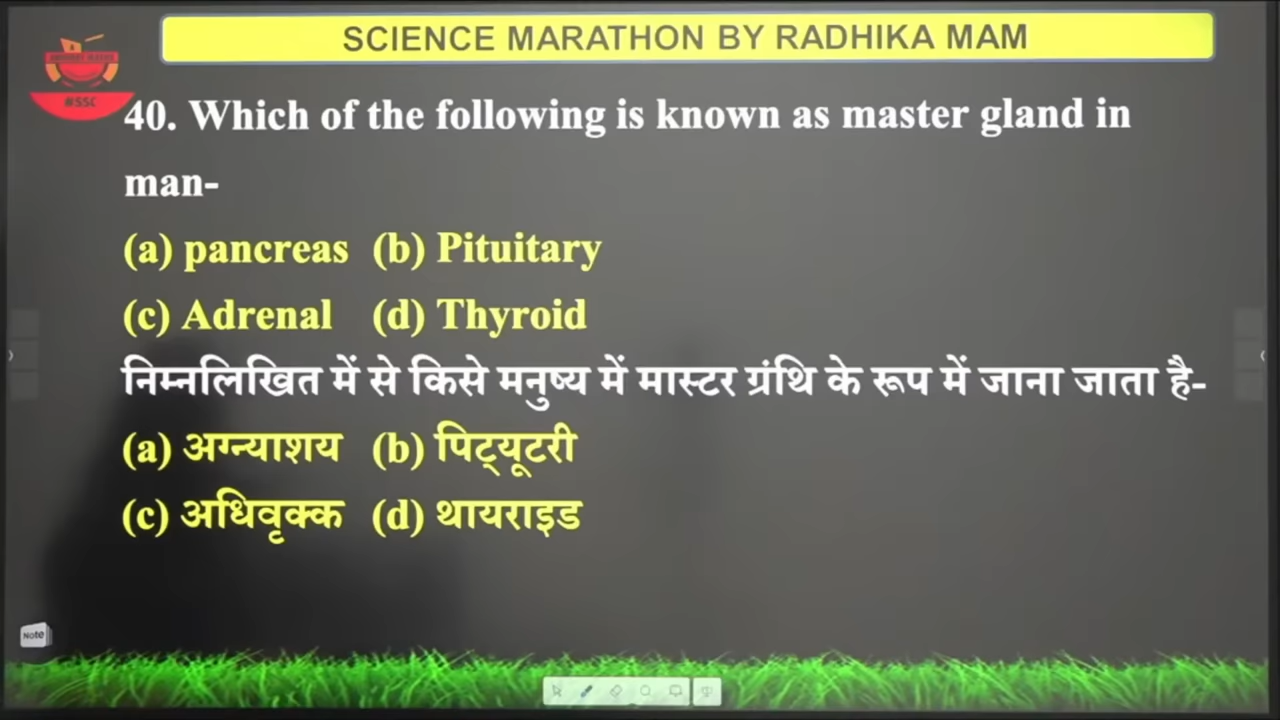 SCIENCE MARATHON BY RADHIKA MAM
#SSC
40. Which of the following is known as master gland in
man-
(a) pancreas (b) Pituitary
(c) Adrenal (d) Thyroid
निम्नलिखित में से किसे मनुष्य में मास्टर ग्रंथि के रूप में जाना जाता है-
(a) अग्न्याशय (b) पिट्यूटरी
(c) अधिवृक्क (d) थायराइड
Note